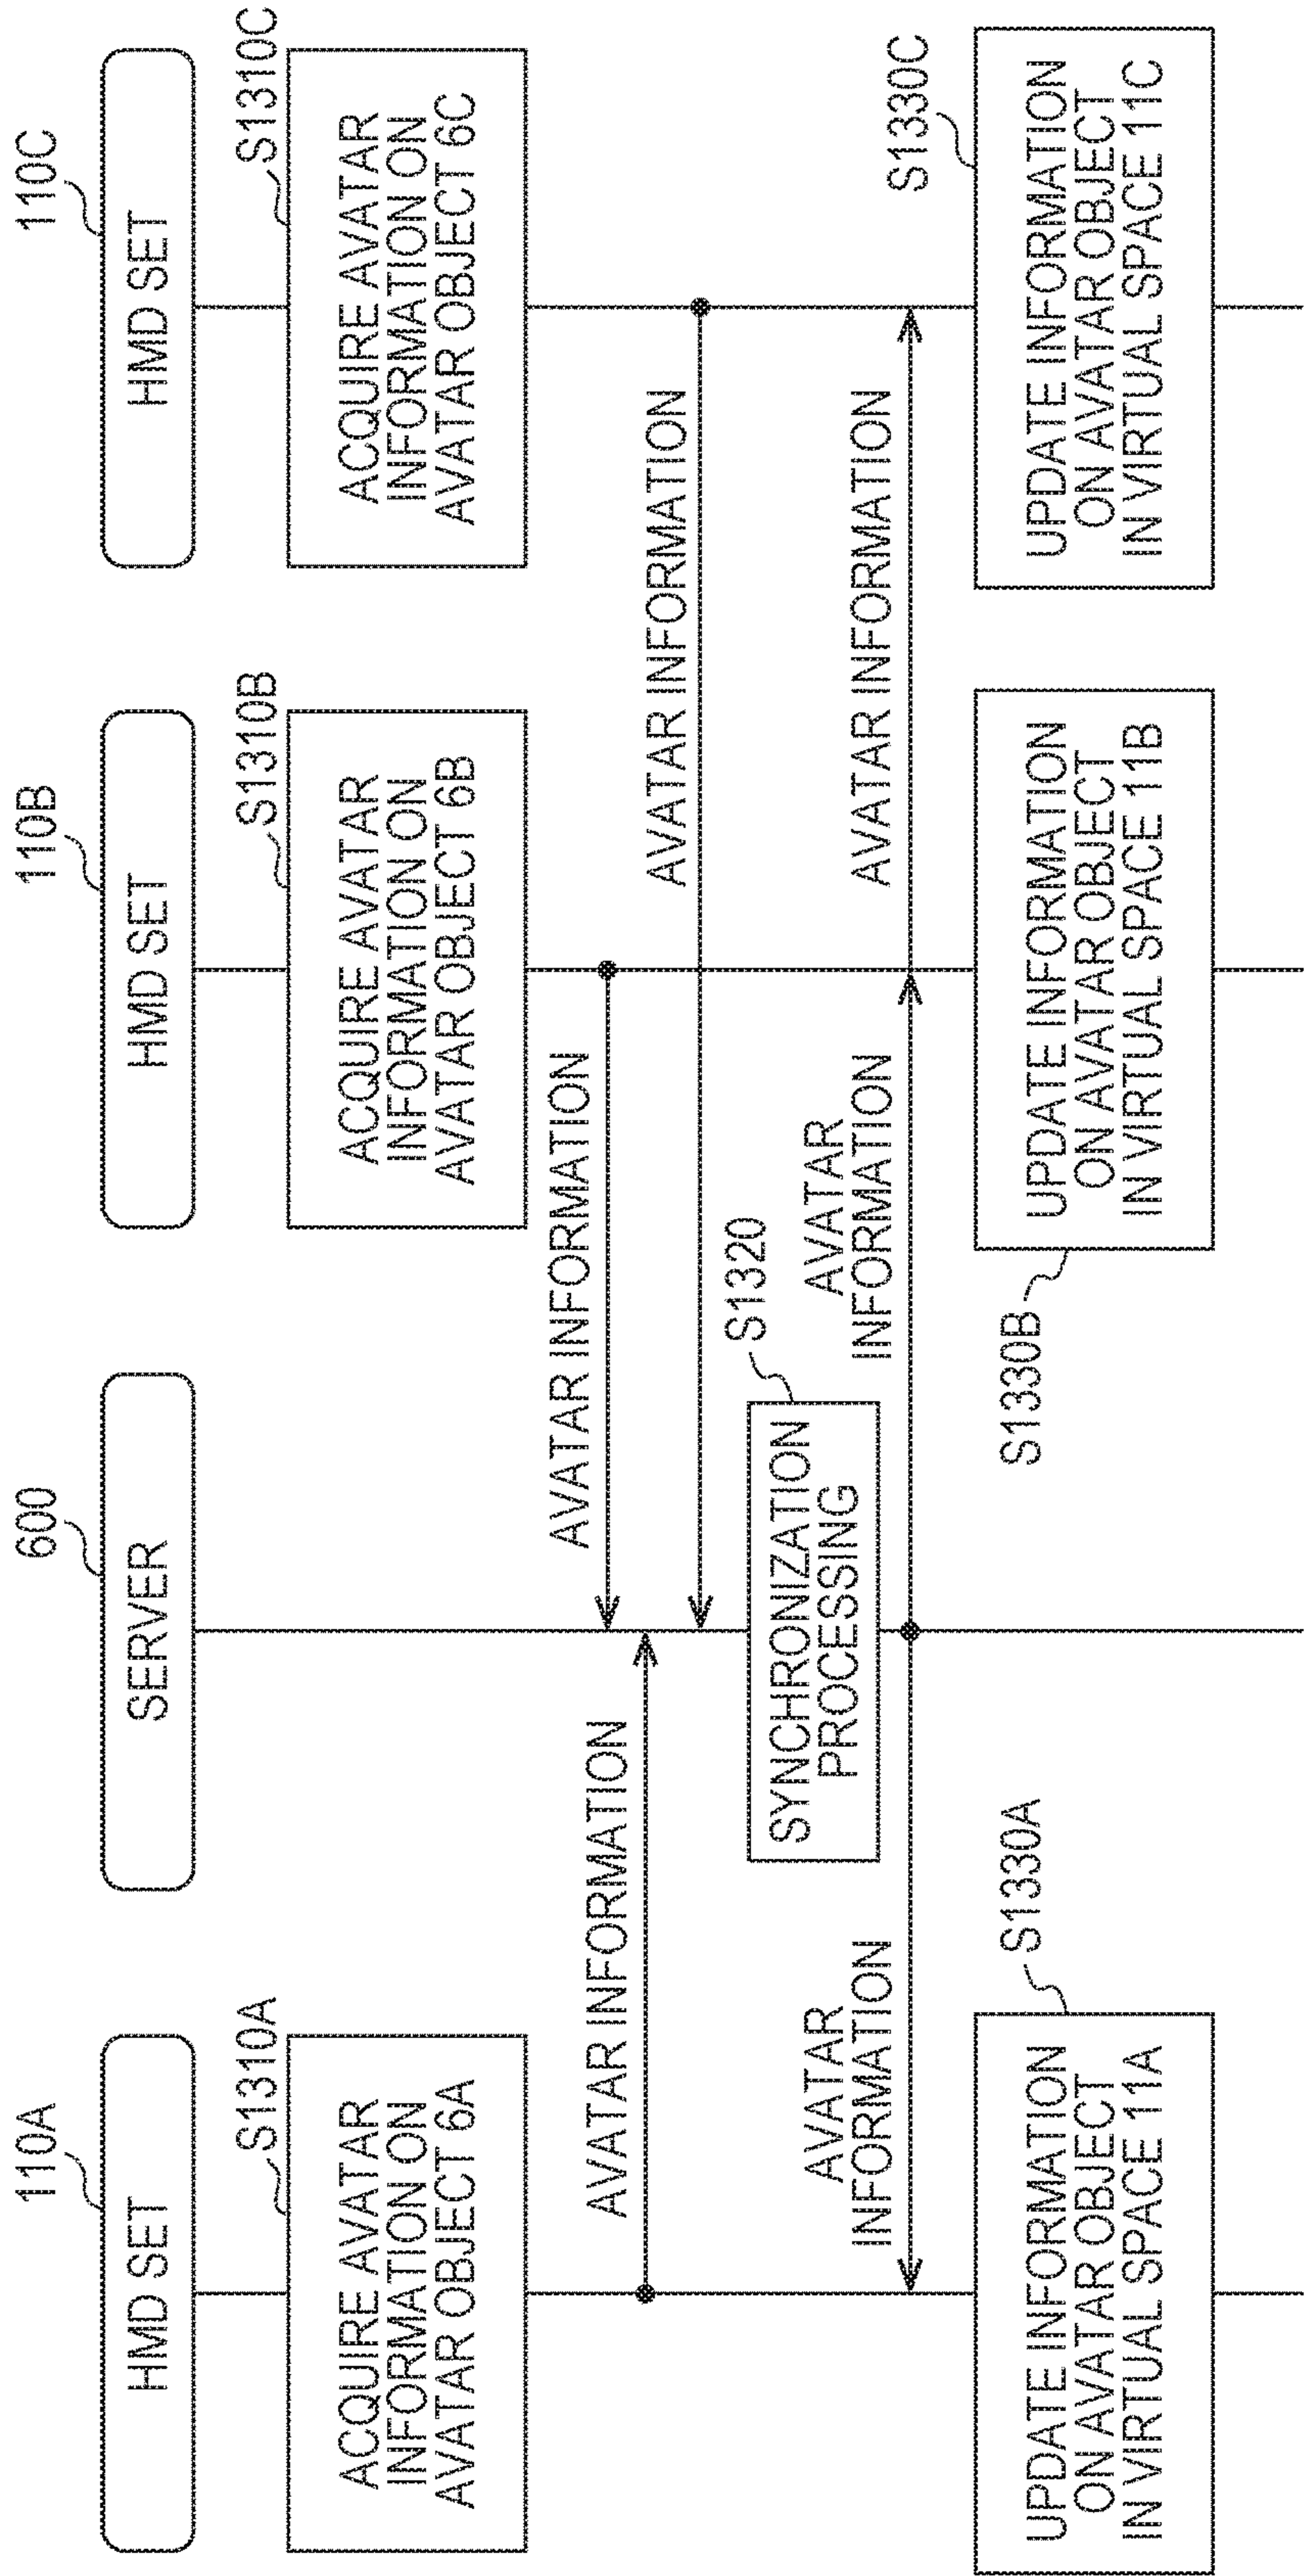 110A
600
110B
110C
HMD SET
SERVER
HMD SET
HMD SET
S1310A
S1310B
S1310C
ACQUIRE AVATAR
INFORMATION ON
AVATAR OBJECT 6A
ACQUIRE AVATAR
INFORMATION ON
AVATAR OBJECT 6B
ACQUIRE AVATAR
INFORMATION ON
AVATAR OBJECT 6C
AVATAR INFORMATION
AVATAR INFORMATION
AVATAR INFORMATION
S1320
SYNCHRONIZATION
PROCESSING
AVATAR
INFORMATION
AVATAR
INFORMATION
AVATAR INFORMATION
S1330A
S1330B
S1330C
UPDATE INFORMATION
ON AVATAR OBJECT
IN VIRTUAL SPACE 11A
UPDATE INFORMATION
ON AVATAR OBJECT
IN VIRTUAL SPACE 11B
UPDATE INFORMATION
ON AVATAR OBJECT
IN VIRTUAL SPACE 11C